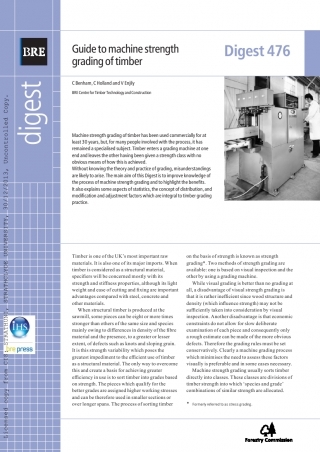 BRE
digest
Guide to machine strength
grading of timber
Digest 476
C Benham, C Holland and V Enjily
BRE Centre for Timber Technology and Construction
Machine strength grading of timber has been used commercially for at
least 30 years, but, for many people involved with the process, it has
remained a specialised subject. Timber enters a grading machine at one
end and leaves the other having been given a strength class with no
obvious means of how this is achieved.
Without knowing the theory and practice of grading, misunderstandings
are likely to arise. The main aim of this Digest is to improve knowledge of
the process of machine strength grading and to highlight the benefits.
It also explains some aspects of statistics, the concept of distribution, and
modification and adjustment factors which are integral to timber grading
practice.
Timber is one of the UK's most important raw
materials. It is also one of its major imports. When
timber is considered as a structural material,
specifiers will be concerned mostly with its
strength and stiffness properties, although its light
weight and ease of cutting and fixing are important
advantages compared with steel, concrete and
other materials.
When structural timber is produced at the
sawmill, some pieces can be eight or more times
stronger than others of the same size and species;
mainly owing to differences in density of the fibre
material and the presence, to a greater or lesser
extent, of defects such as knots and sloping grain.
It is this strength variability which poses the
greatest impediment to the efficient use of timber
as a structural material. The only way to overcome
this and create a basis for achieving greater
efficiency in use is to sort timber into grades based
on strength. The pieces which qualify for the
better grades are assigned higher working stresses
and can therefore be used in smaller sections or
over longer spans. The process of sorting timber
on the basis of strength is known as strength
grading*. Two methods of strength grading are
available: one is based on visual inspection and the
other by using a grading machine.
While visual grading is better than no grading at
all, a disadvantage of visual strength grading is
that it is rather inefficient since wood structure and
density (which influence strength) may not be
sufficiently taken into consideration by visual
inspection. Another disadvantage is that economic
constraints do not allow for slow deliberate
examination of each piece and consequently only
a rough estimate can be made of the more obvious
defects. Therefore the grading rules must be set
conservatively. Clearly a machine grading process
which minimises the need to assess these factors
visually is preferable and in some cases necessary.
Machine strength grading usually sorts timber
directly into classes. These classes are divisions of
timber strength into which 'species and grade'
combinations of similar strength are allocated.
* Formerly referred to as stress grading.
IHS
bre press
Forestry Commission
Licensed copy from CIS: STRATHCLYDE, STRATHCLYDE UNIVERSITY, 30/12/2013, Uncontrolled Copy.